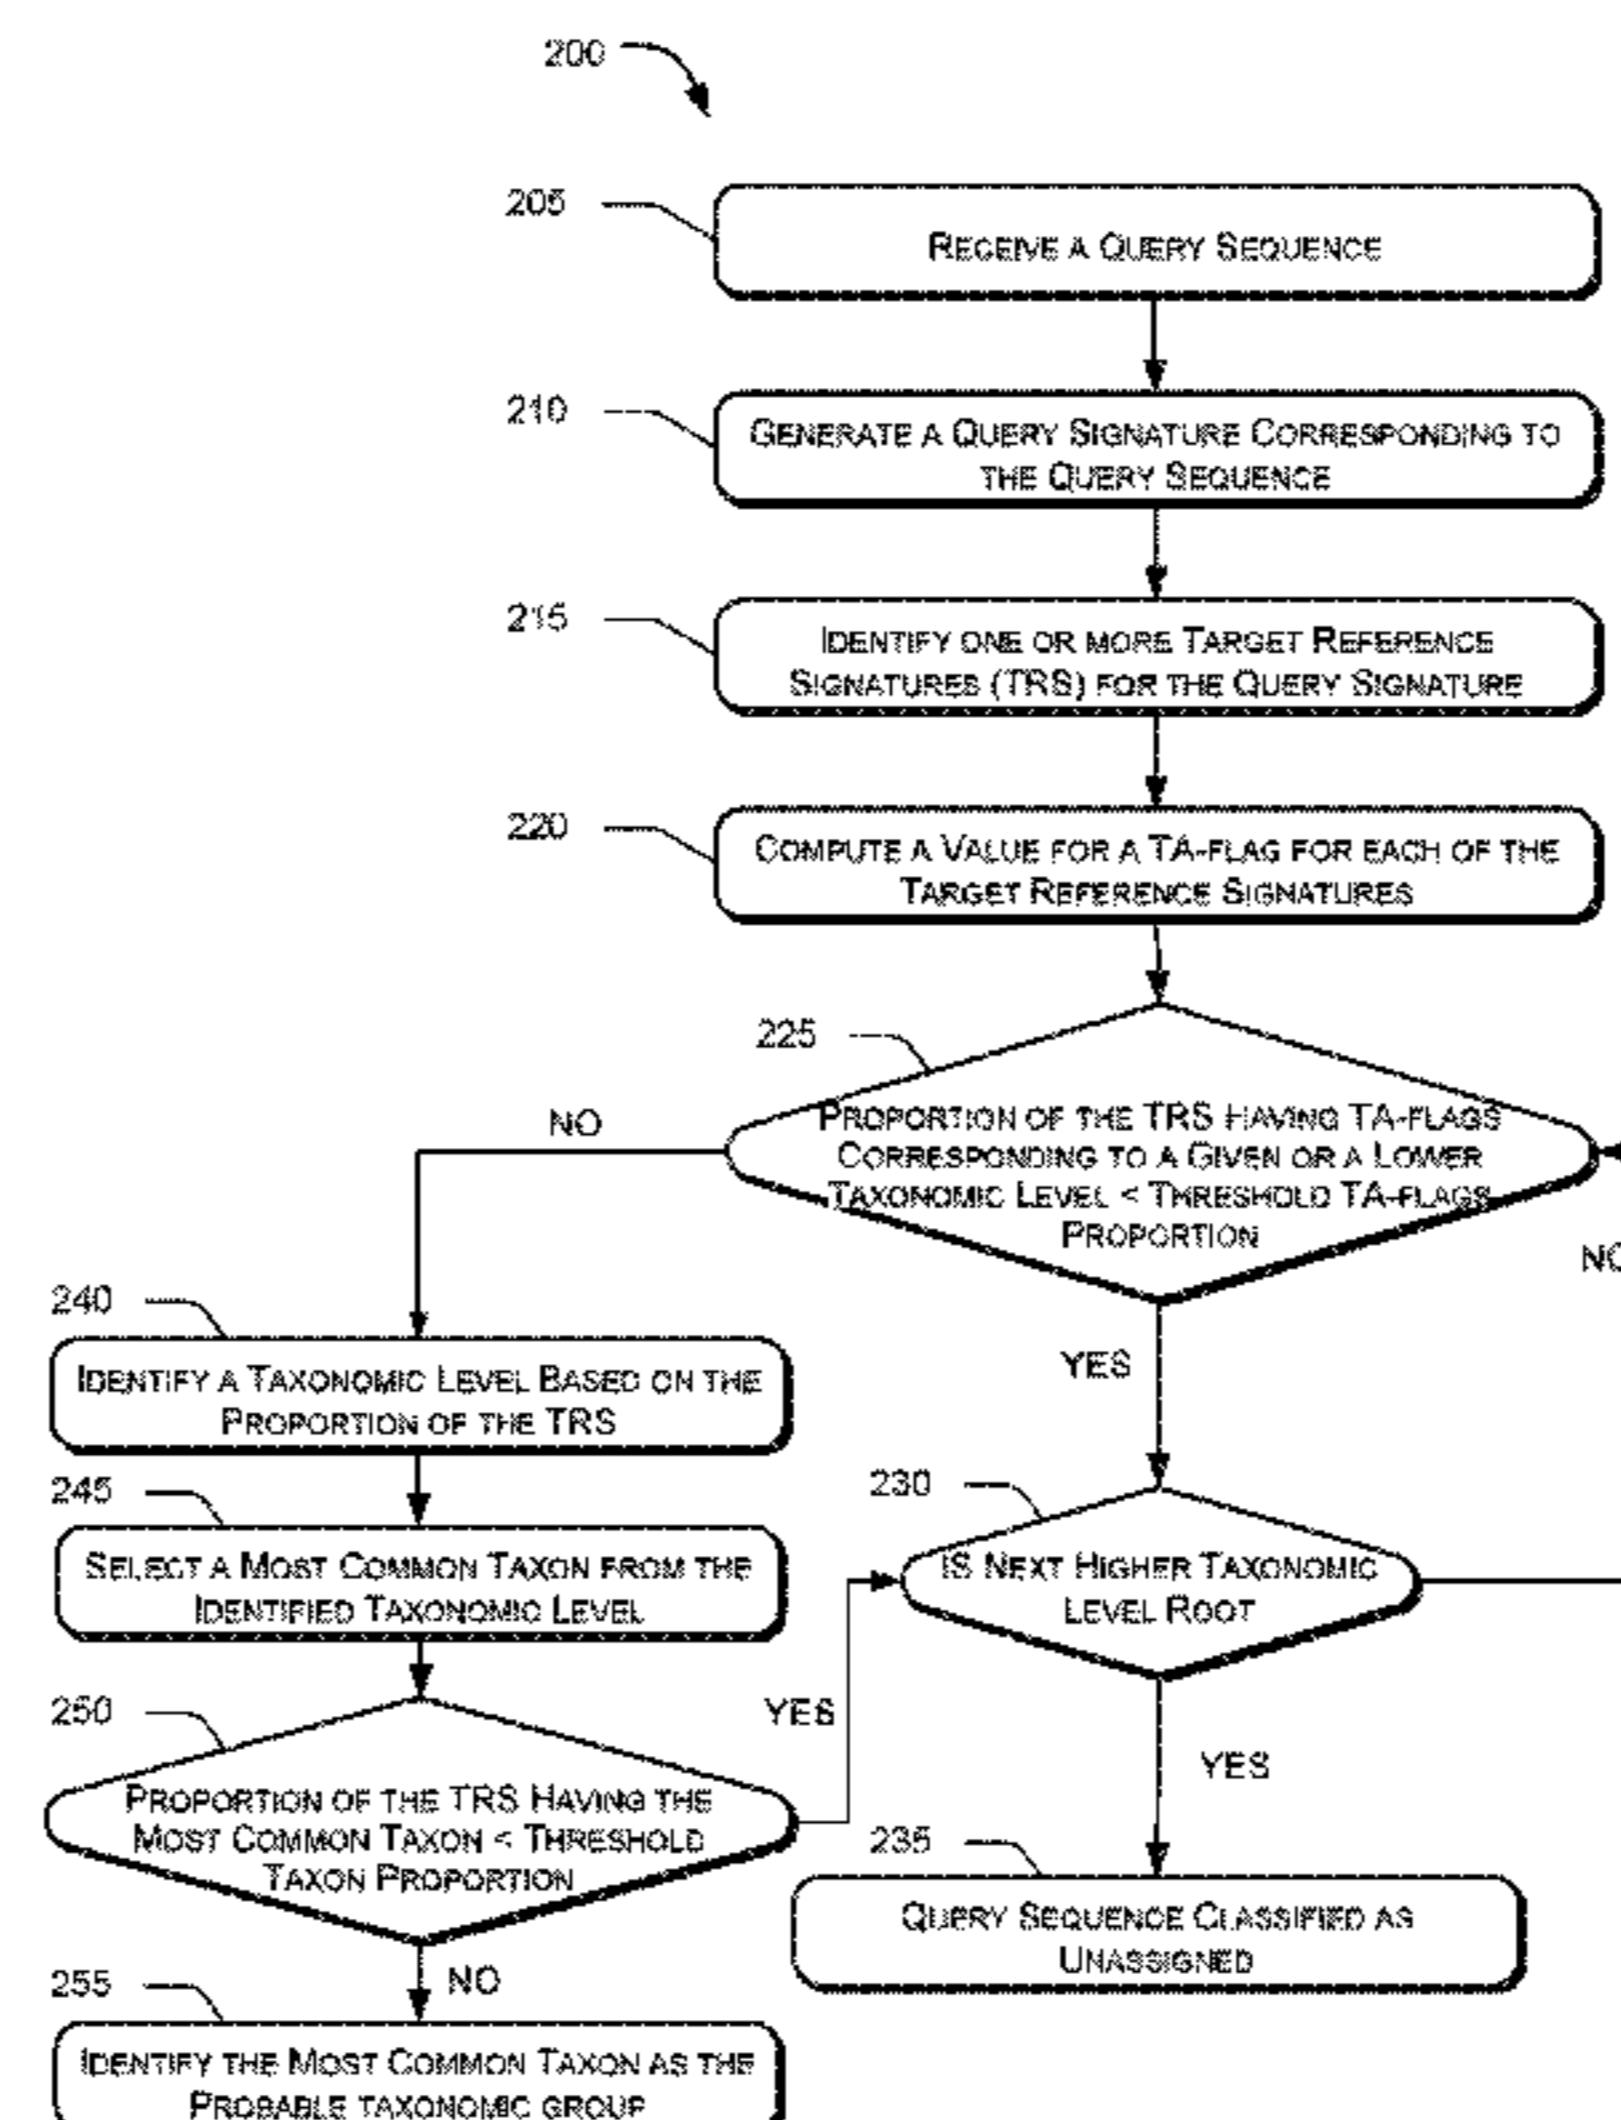 200
205
RECEIVE A QUERY SEQUENCE
210
GENERATE A QUERY SIGNATURE CORRESPONDING TO
THE QUERY SEQUENCE
215
IDENTIFY ONE OR MORE TARGET REFERENCE
SIGNATURES (TRS) FOR THE QUERY SIGNATURE
220
COMPUTE A VALUE FOR A TA-FLAG FOR EACH OF THE
TARGET REFERENCE SIGNATURES
225
PROPORTION OF THE TRS HAVING TA-FLAGS
CORRESPONDING TO A GIVEN OR A LOWER
TAXONOMIC LEVEL < THRESHOLD TA-FLAGS
PROPORTION
NO
NO
YES
240
IDENTIFY A TAXONOMIC LEVEL BASED ON THE
PROPORTION OF THE TRS
245
SELECT A MOST COMMON TAXON FROM THE
IDENTIFIED TAXONOMIC LEVEL
230
IS NEXT HIGHER TAXONOMIC
LEVEL ROOT
250
PROPORTION OF THE TRS HAVING THE
MOST COMMON TAXON < THRESHOLD
TAXON PROPORTION
YES
YES
235
QUERY SEQUENCE CLASSIFIED AS
UNASSIGNED
NO
255
IDENTIFY THE MOST COMMON TAXON AS THE
PROBABLE TAXONOMIC GROUP